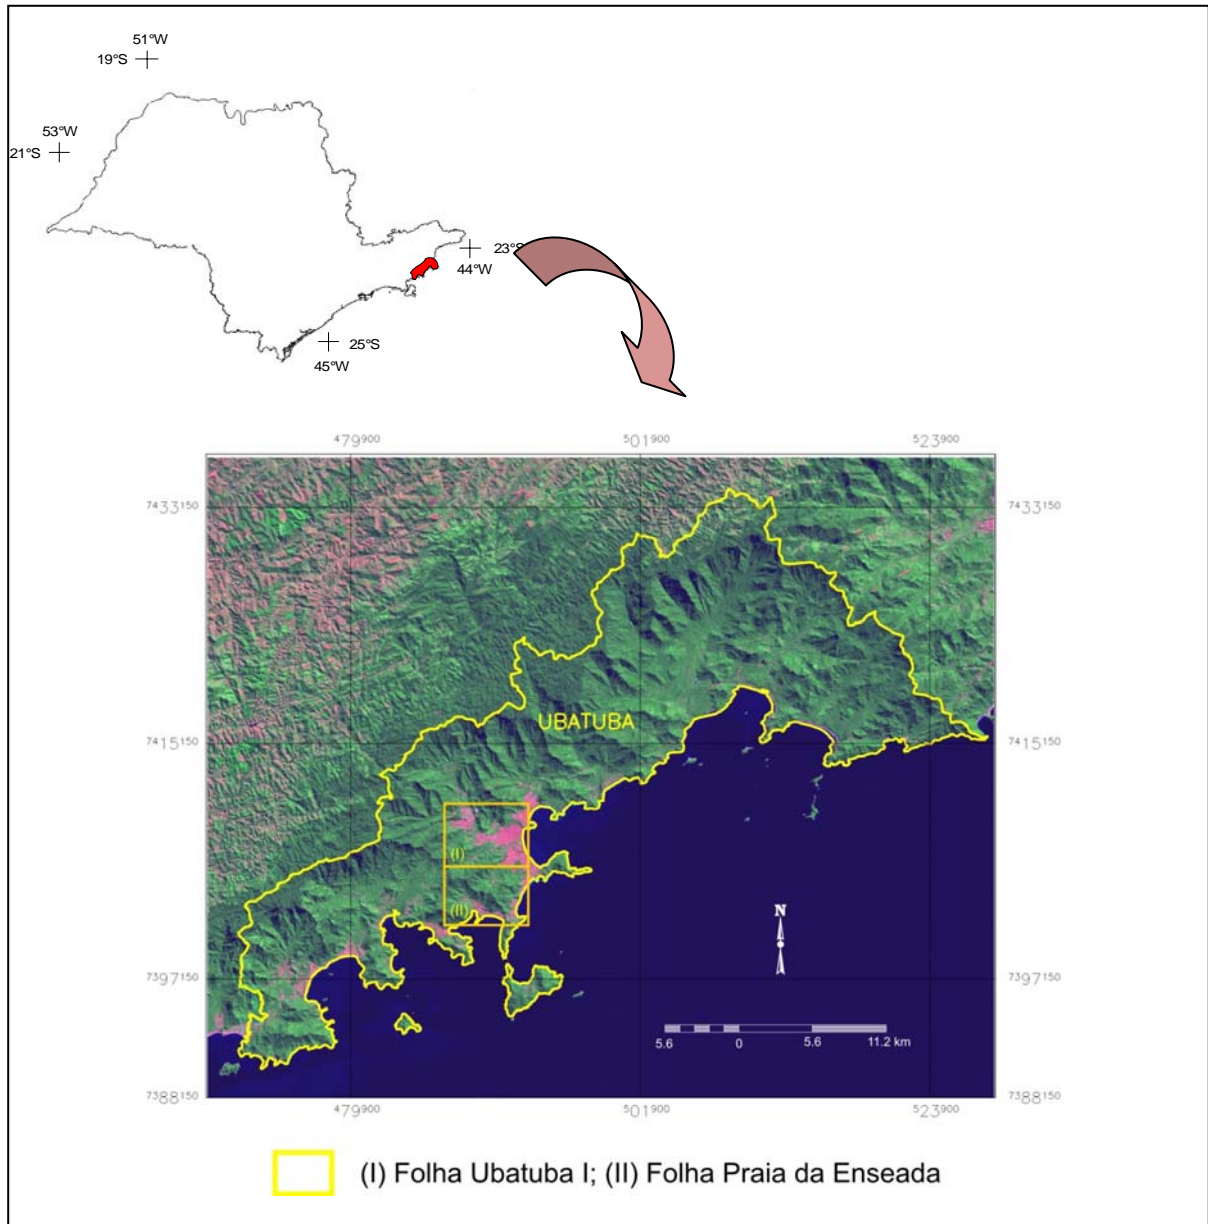 51°W
19°S
53°W
21°S
23°S
44°W
25°S
45°W
479900 501900 523900
7433150 7433150
UBATUBA
7415150 7415150
(I)
(II)
N
7397150 7397150
5.6 0 5.6 11.2 km
7388150 7388150
479900 501900 523900
(I) Folha Ubatuba I; (II) Folha Praia da Enseada